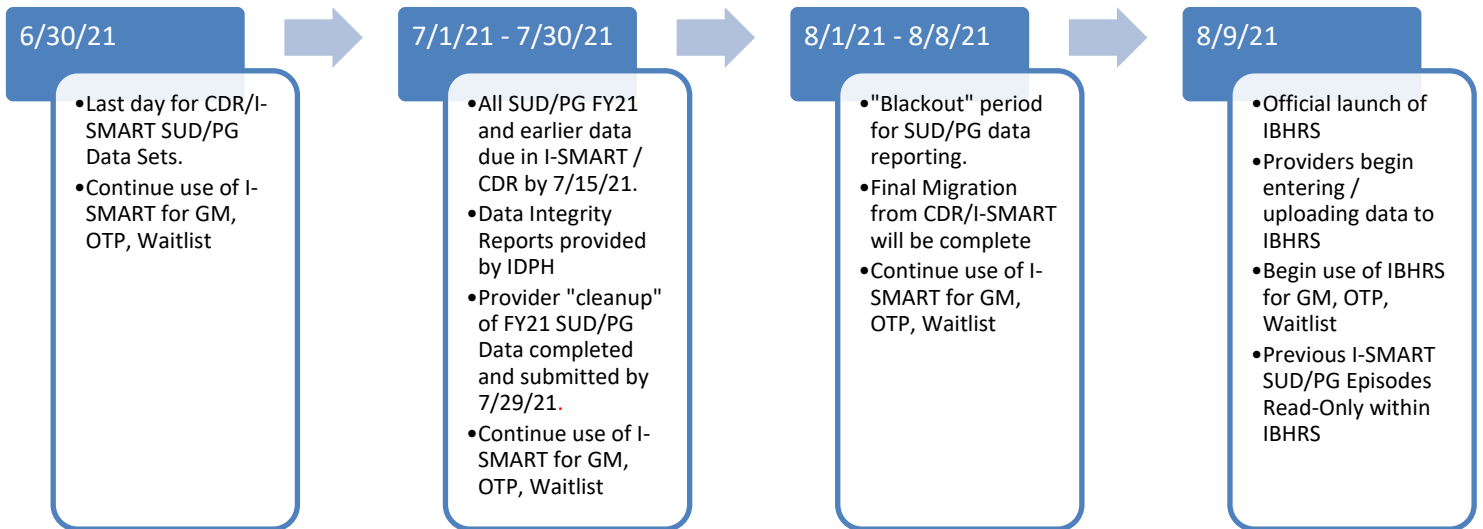 6/30/21
•Last day for CDR/I-
SMART SUD/PG
Data Sets.
•Continue use of I-
SMART for GM,
OTP, Waitlist
7/1/21 - 7/30/21
•All SUD/PG FY21
and earlier data
due in I-SMART /
CDR by 7/15/21.
•Data Integrity
Reports provided
by IDPH
•Provider "cleanup"
of FY21 SUD/PG
Data completed
and submitted by
7/29/21.
•Continue use of I-
SMART for GM,
OTP, Waitlist
8/1/21 - 8/8/21
•"Blackout" period
for SUD/PG data
reporting.
•Final Migration
from CDR/I-SMART
will be complete
•Continue use of I-
SMART for GM,
OTP, Waitlist
8/9/21
•Official launch of
IBHRS
•Providers begin
entering /
uploading data to
IBHRS
•Begin use of IBHRS
for GM, OTP,
Waitlist
•Previous I-SMART
SUD/PG Episodes
Read-Only within
IBHRS